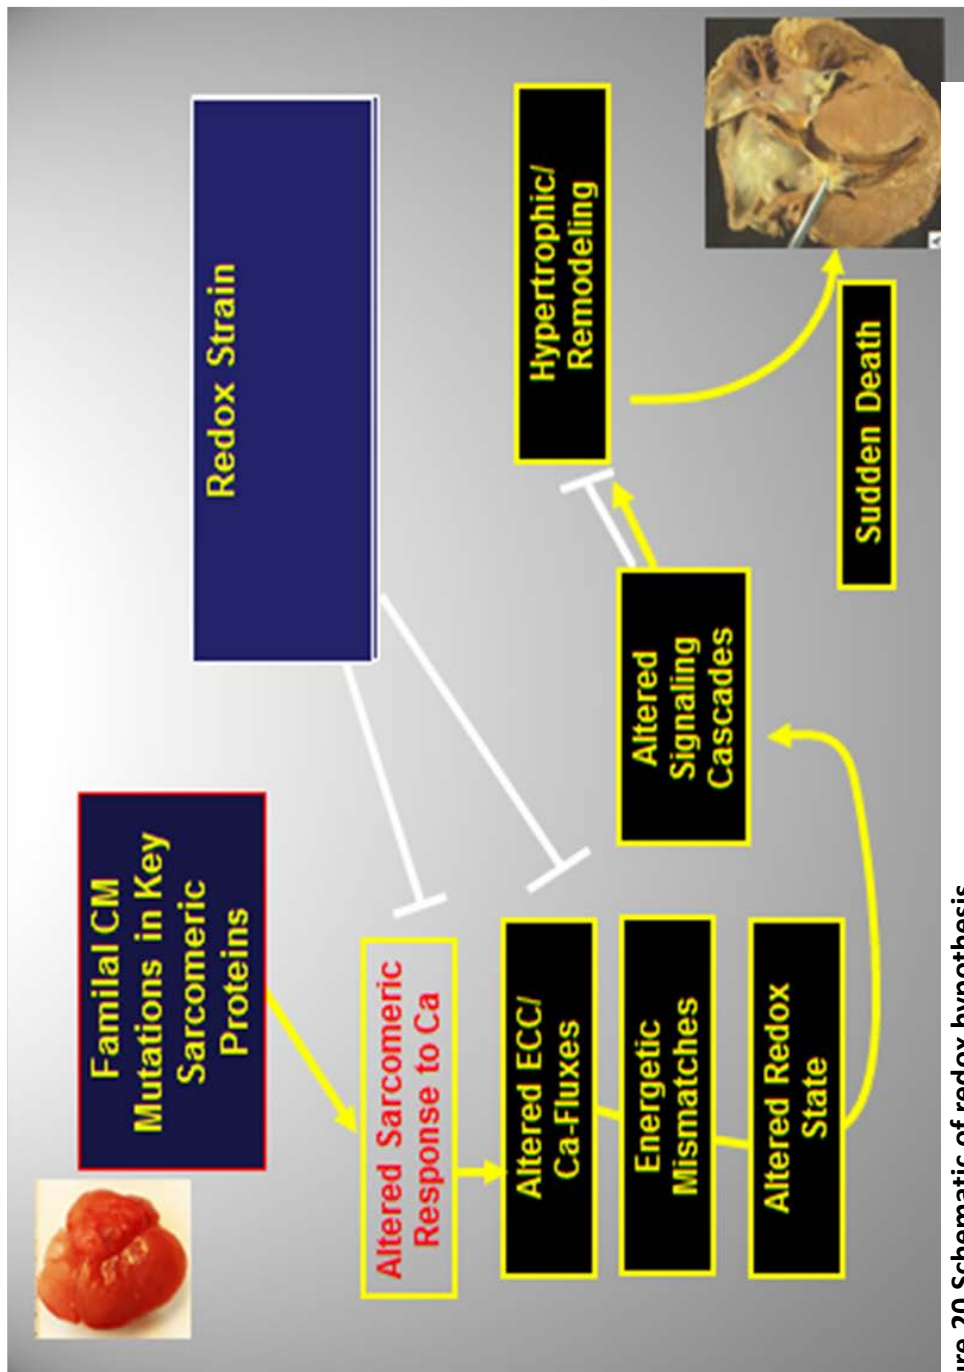 Familal CM
Mutations in Key
Sarcomeric
Proteins
Redox Strain
Altered Sarcomeric
Response to Ca
Altered ECC/
Ca-Fluxes
Energetic
Mismatches
Altered Redox
State
Altered
Signaling
Cascades
Hypertrophic/
Remodeling
Sudden Death
ure 20 Schematic of redox hypothesis